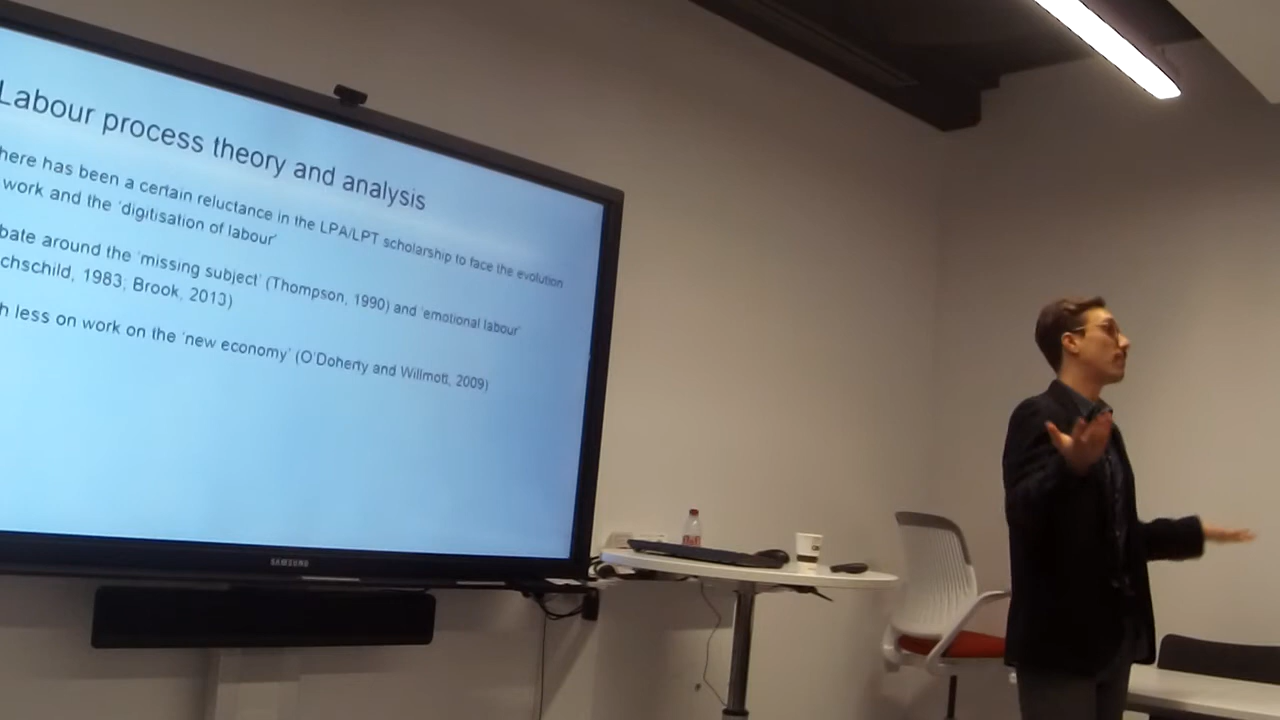 Labour process theory and analysis
here has been a certain reluctance in the LPA/LPT scholarship to face the evolution
work and the 'digitisation of labour'
bate around the 'missing subject' (Thompson, 1990) and 'emotional labour'
chschild, 1983; Brook, 2013)
h less on work on the 'new economy' (O'Doherty and Willmott, 2009)
SAMSUNG